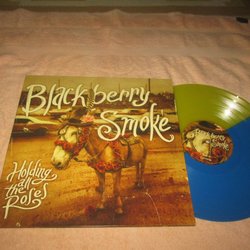 Blackberry
Smoke
Holding
all
the
Roses